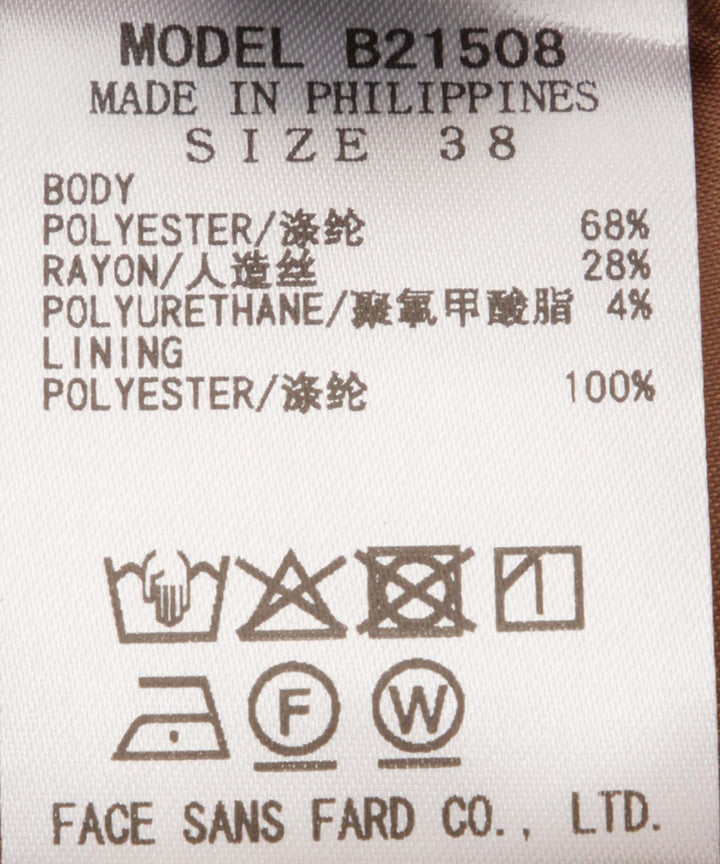 MODEL B21508
MADE IN PHILIPPINES
SIZE 38
BODY
POLYESTER/涤纶 68%
RAYON/人造丝 28%
POLYURETHANE/聚氯甲酸脂 4%
LINING
POLYESTER/涤纶 100%
F W
FACE SANS FARD CO., LTD.